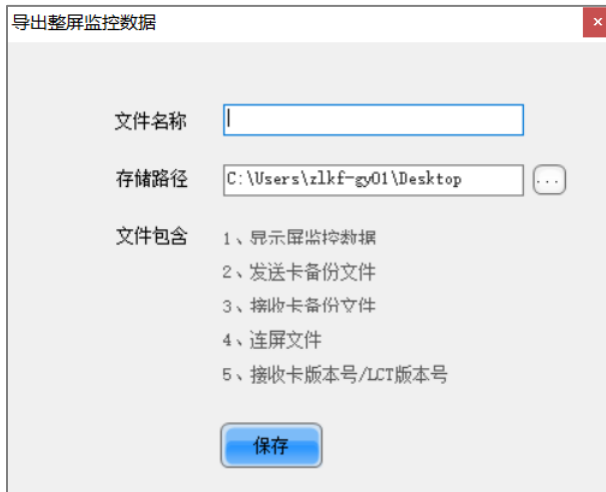 导出整屏监控数据
×
文件名称
存储路径 C:\Users\zlkf-gy01\Desktop ...
文件包含 1、显示屏监控数据
2、发送卡备份文件
3、接收卡备份文件
4、连屏文件
5、接收卡版本号/LCT版本号
保存